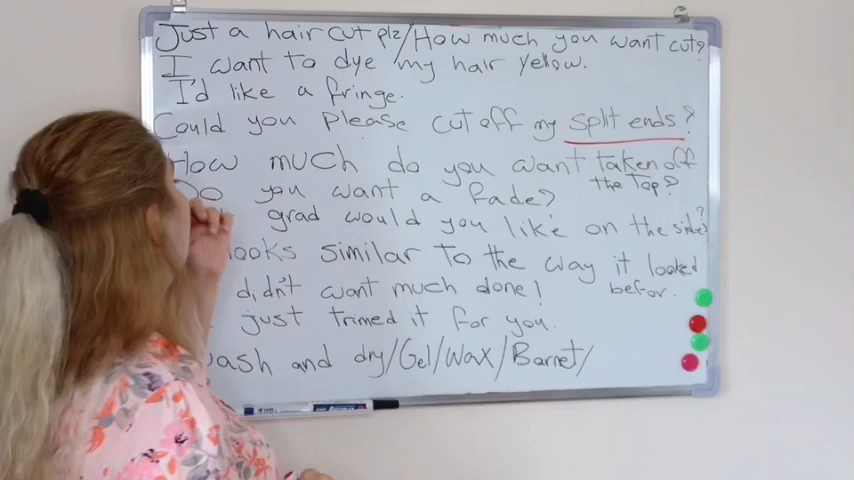 Just a hair cut plz/How much you want cut?
I want to dye my hair yellow.
I'd like a fringe.
Could you please cut off my split ends?
How much do you want taken off
the Top?
Do you want a fade?
grad would you like on the side?
looks similar to the way it looked
befor.
didn't want much done!
just trimed it for you.
wash and dry/Gel/Wax/Barnet/